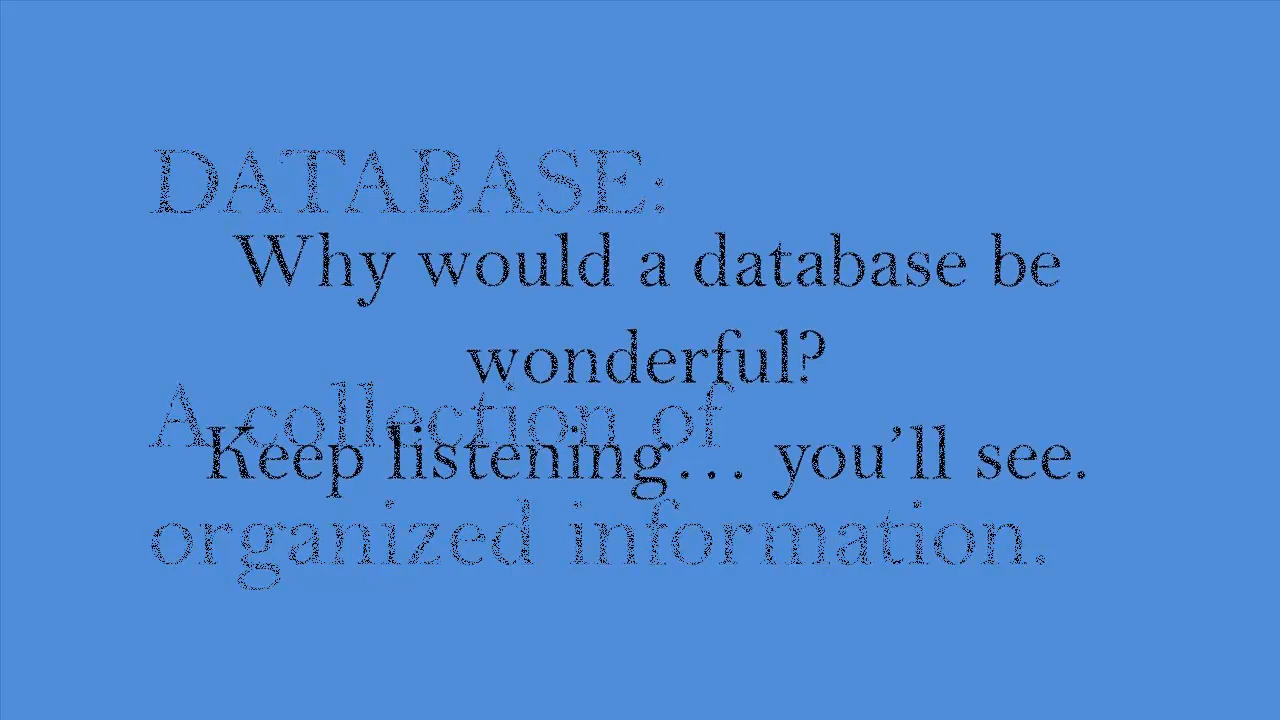 DATABASE:
Why would a database be
wonderful?
A collection of
Keep listening… you’ll see.
organized information.